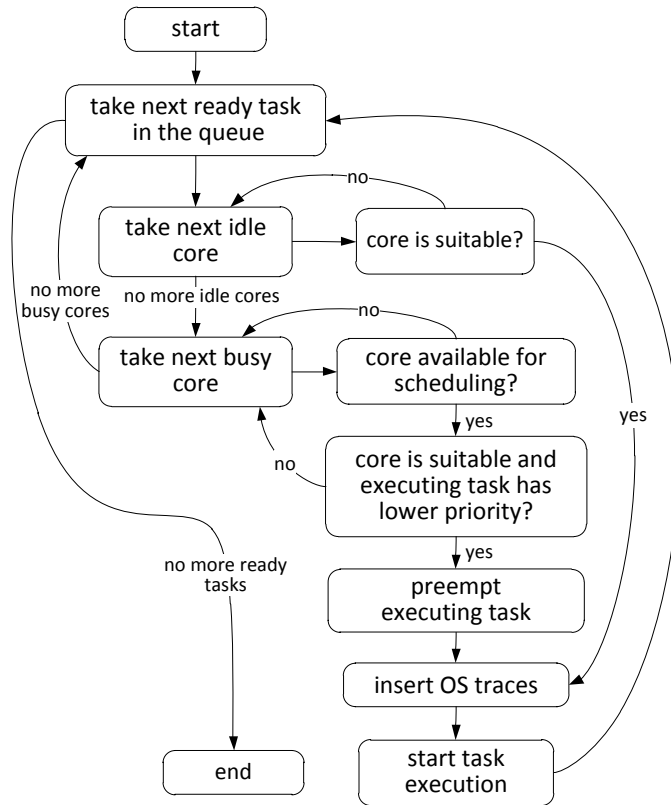 start
take next ready task
in the queue
no
take next idle
core
core is suitable?
no more
busy cores
no more idle cores
no
take next busy
core
core available for
scheduling?
yes
yes
no
core is suitable and
executing task has
lower priority?
yes
no more ready
tasks
preempt
executing task
insert OS traces
end
start task
execution